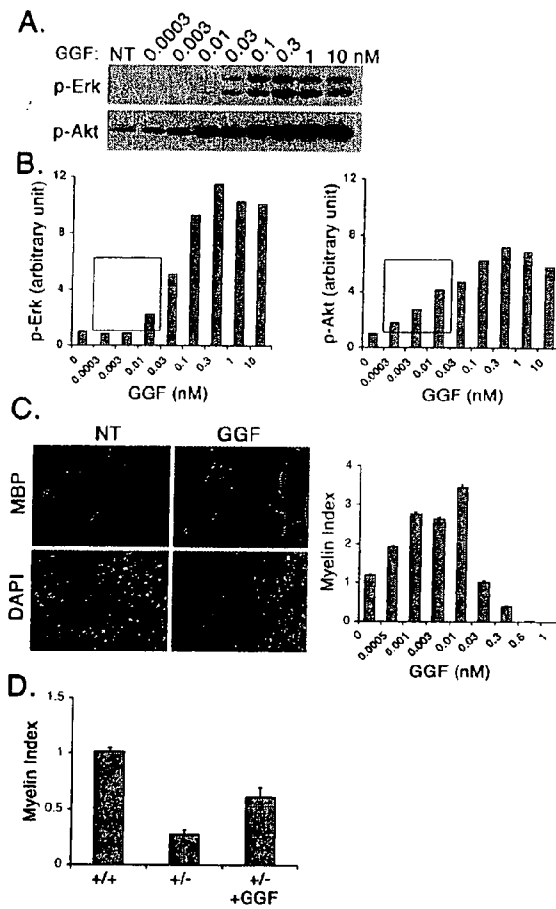 A.
GGF: NT 0.0003 0.003 0.01 0.03 0.1 0.3 1 10 nM
p-Erk
p-Akt
B.
p-Erk (arbitrary unit)
12
8
4
0
0 0.0003 0.003 0.01 0.03 0.1 0.3 1 10
GGF (nM)
p-Akt (arbitrary unit)
12
8
4
0
0 0.0003 0.003 0.01 0.03 0.1 0.3 1 10
GGF (nM)
C.
NT GGF
MBP
DAPI
Myelin Index
4
3
2
1
0
0 0.0005 0.001 0.003 0.01 0.03 0.3 0.6 1
GGF (nM)
D.
Myelin Index
1.5
1
0.5
0
+/+ +/- +/-
+GGF